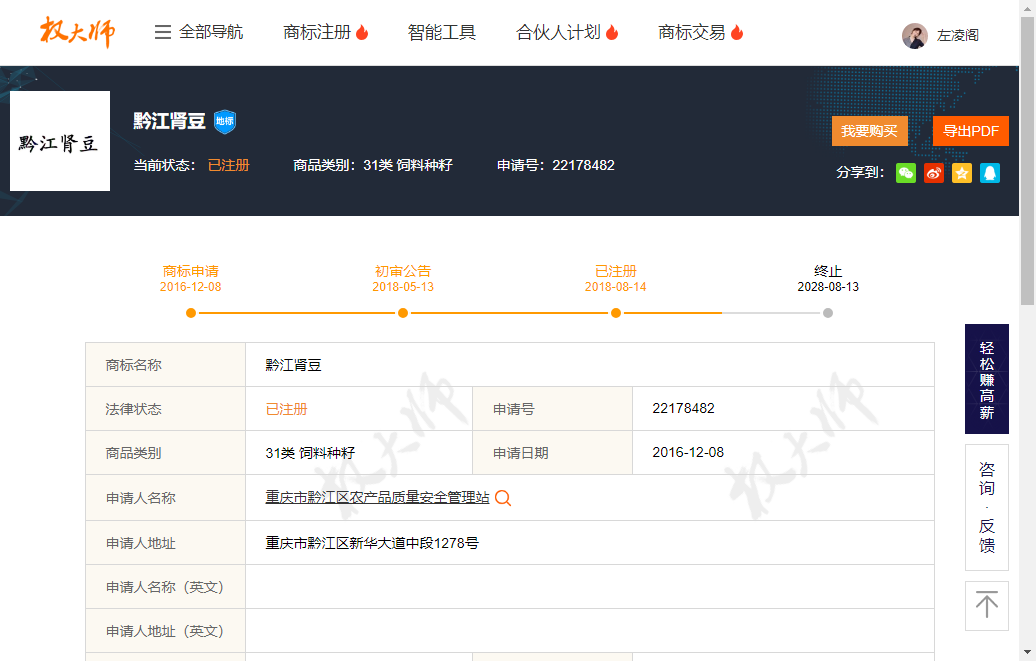 权大师
全部导航
商标注册
智能工具
合伙人计划
商标交易
左凌阁
黔江肾豆
黔江肾豆
地标
我要购买
导出PDF
当前状态： 已注册
商品类别：31类 饲料种籽
申请号：22178482
分享到：
商标申请
2016-12-08
初审公告
2018-05-13
已注册
2018-08-14
终止
2028-08-13
商标名称 黔江肾豆
法律状态 已注册 申请号 22178482
商品类别 31类 饲料种籽 申请日期 2016-12-08
申请人名称 重庆市黔江区农产品质量安全管理站
申请人地址 重庆市黔江区新华大道中段1278号
申请人名称（英文）
申请人地址（英文）
权大师
权大师
轻松赚高薪
咨询·反馈